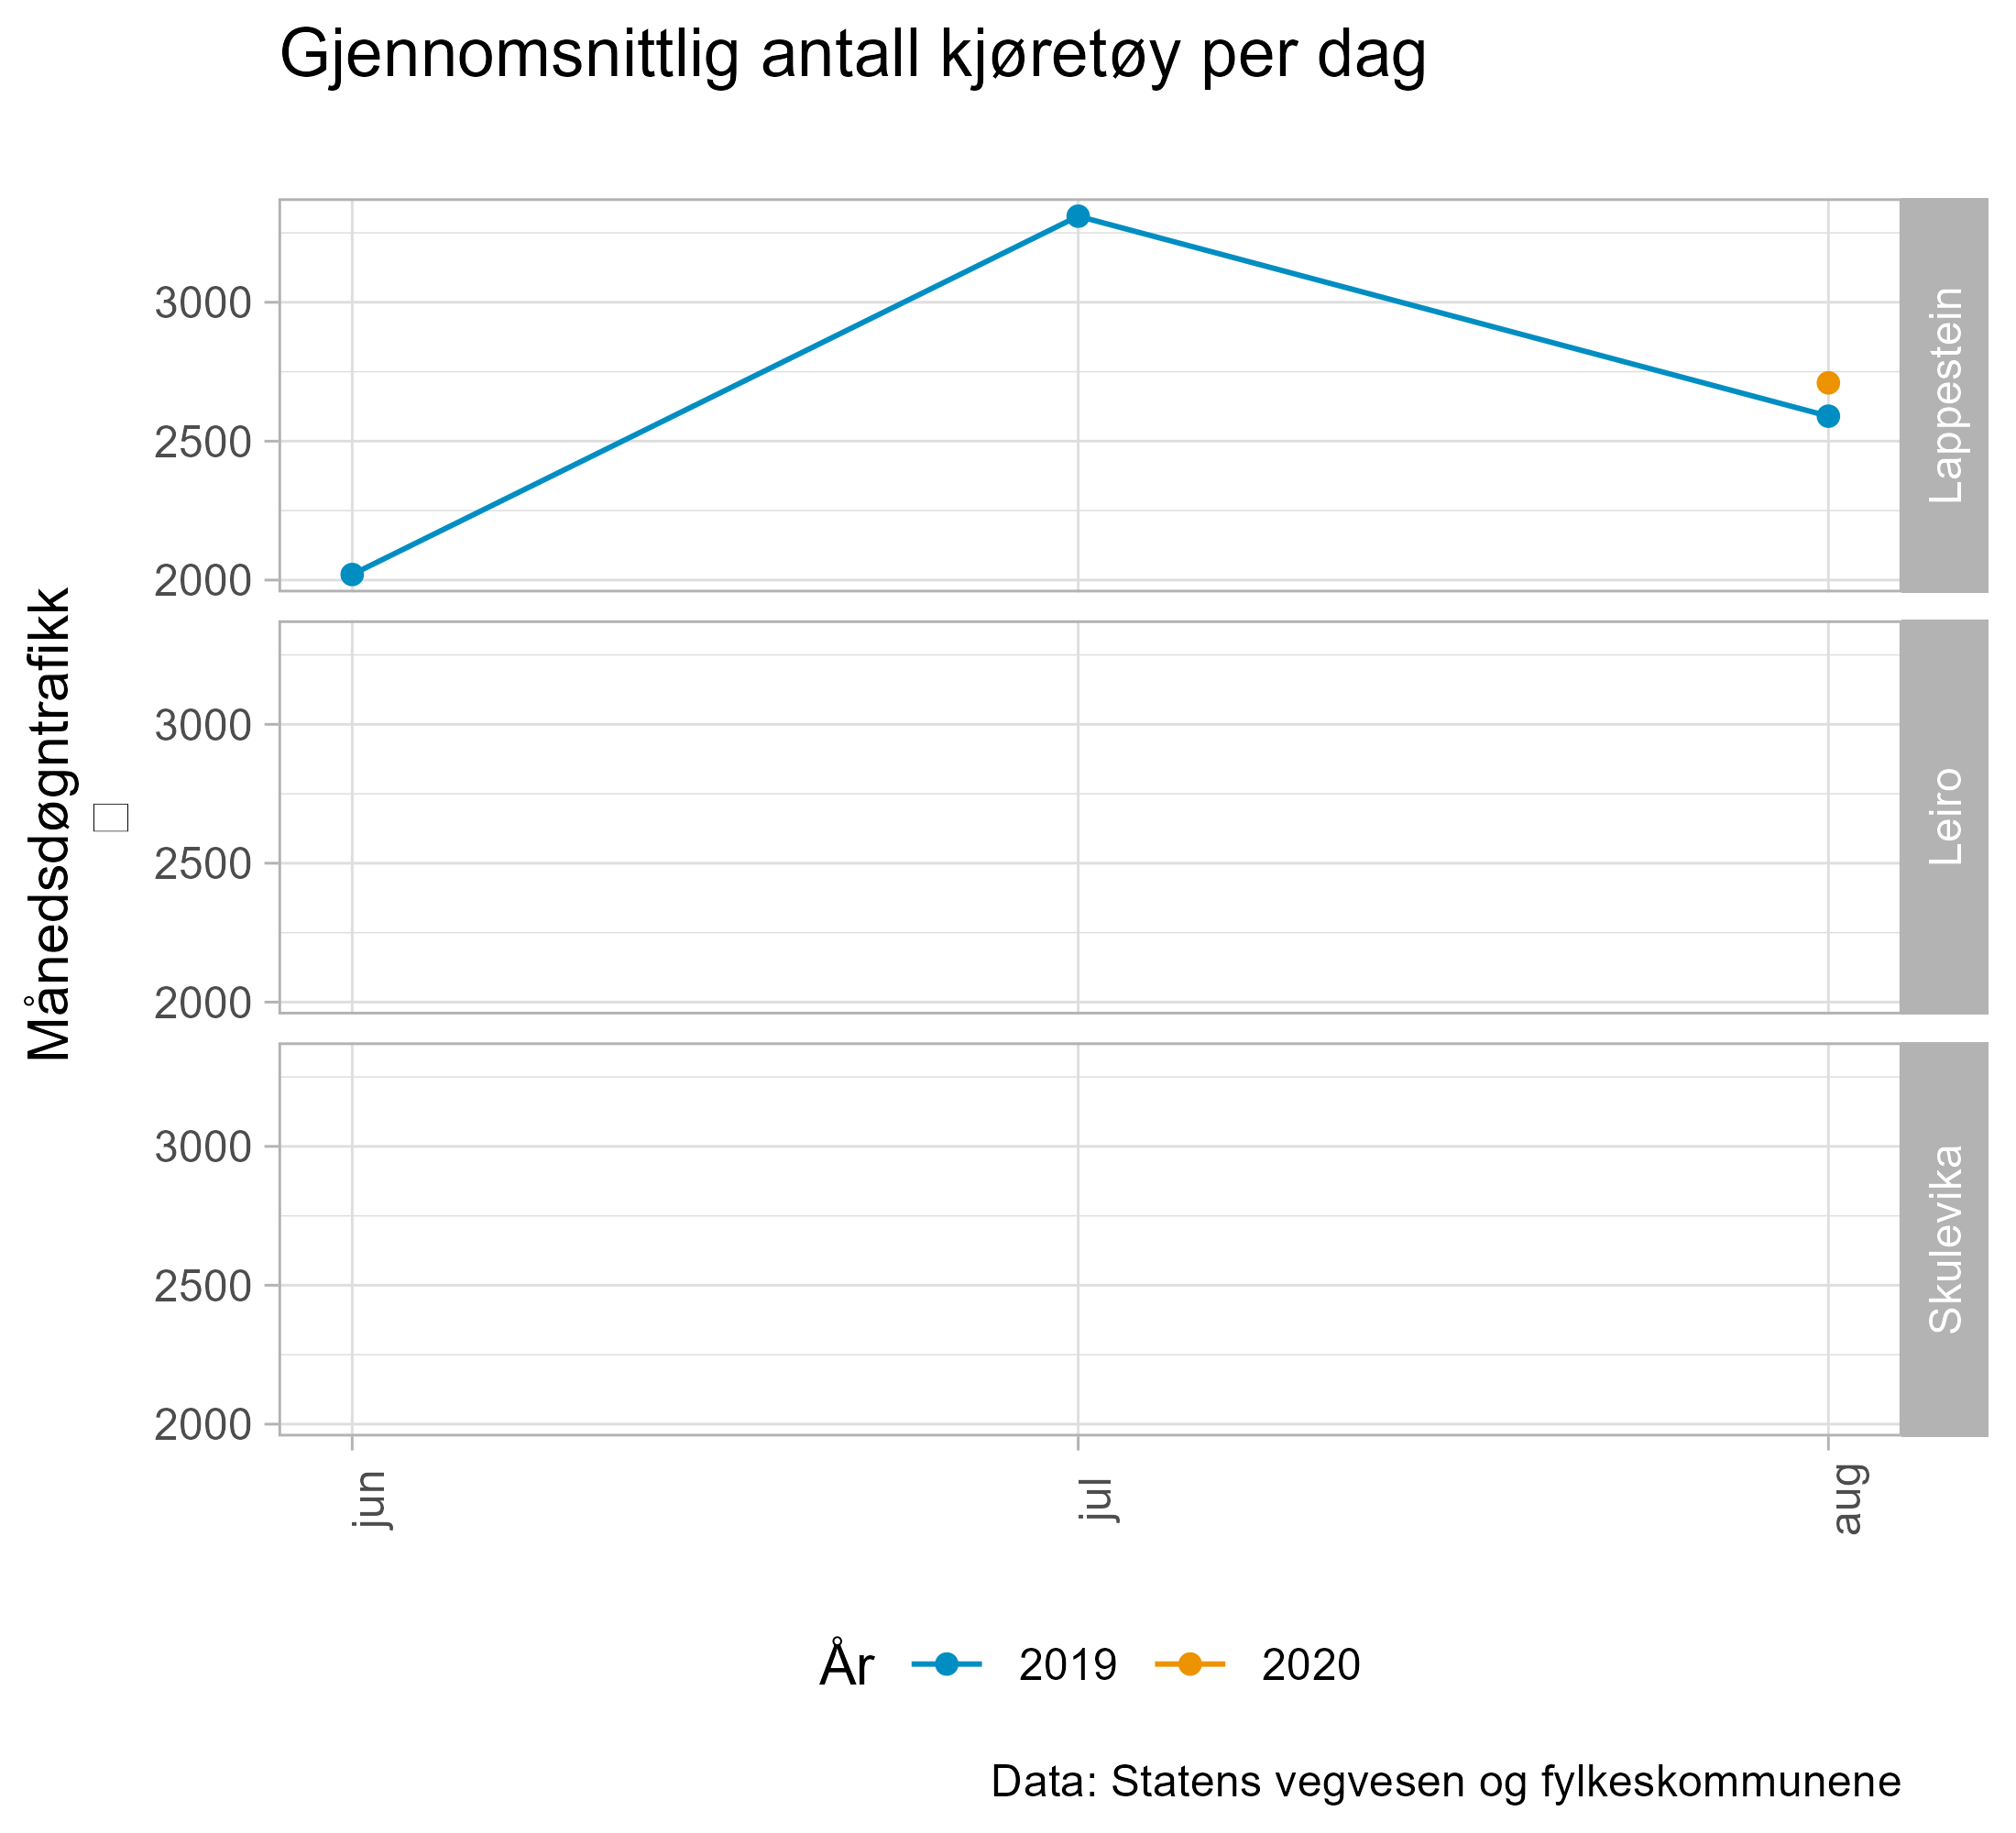 Gjennomsnittlig antall kjøretøy per dag
Månedsdøgntrafikk
3000
2500
2000
Lappestein
3000
2500
2000
Leiro
3000
2500
2000
Skulevika
jun
jul
aug
År
2019
2020
Data: Statens vegvesen og fylkeskommunene